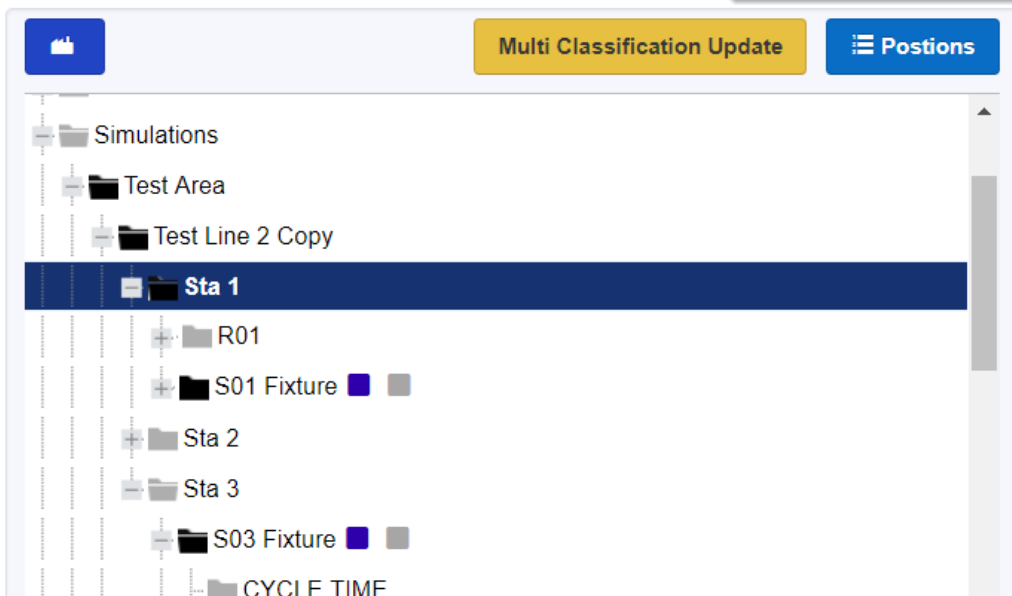 Multi Classification Update
Postions
Simulations
Test Area
Test Line 2 Copy
Sta 1
R01
S01 Fixture
Sta 2
Sta 3
S03 Fixture
CYCLE TIME